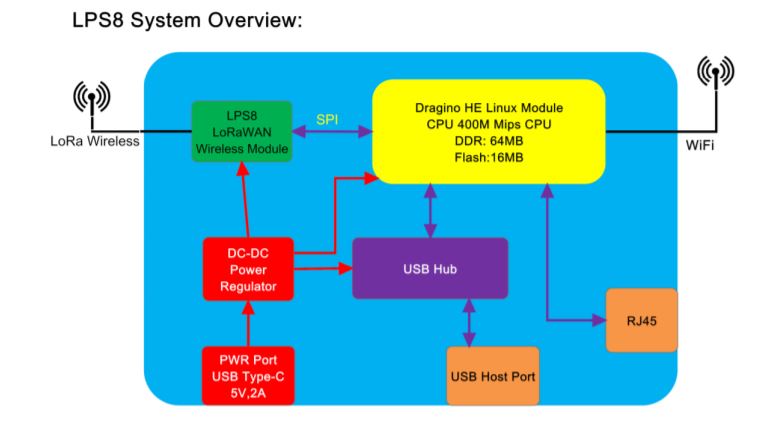 LPS8 System Overview:
LPS8
LoRaWAN
Wireless Module
SPI
Dragino HE Linux Module
CPU 400M Mips CPU
DDR: 64MB
Flash:16MB
LoRa Wireless
WiFi
DC-DC
Power
Regulator
USB Hub
RJ45
PWR Port
USB Type-C
5V,2A
USB Host Port